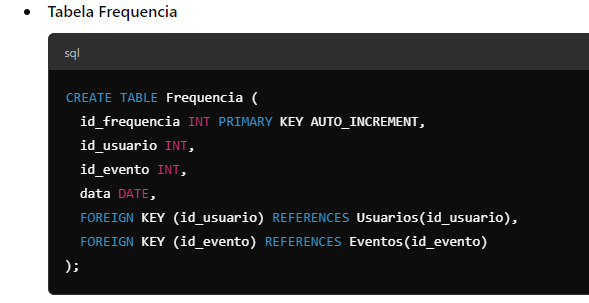 Tabela Frequencia
sql
CREATE TABLE Frequencia (
id_frequencia INT PRIMARY KEY AUTO_INCREMENT,
id_usuario INT,
id_evento INT,
data DATE,
FOREIGN KEY (id_usuario) REFERENCES Usuarios(id_usuario),
FOREIGN KEY (id_evento) REFERENCES Eventos(id_evento)
);